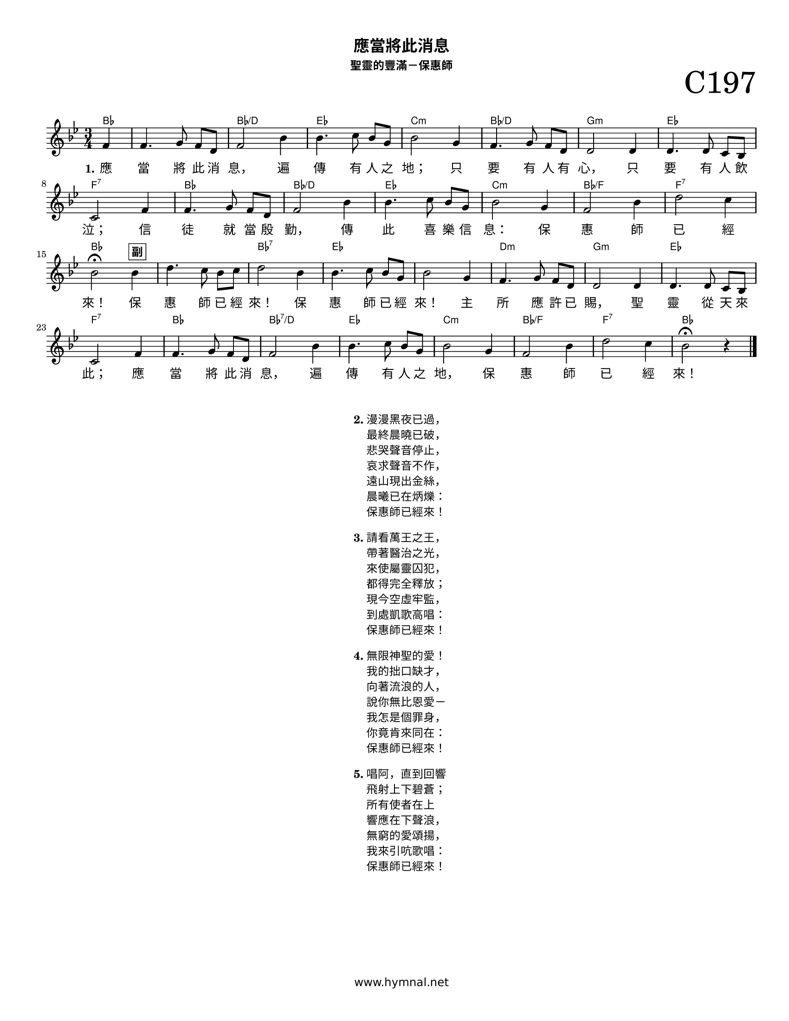 應當將此消息
聖靈的豐滿－保惠師
C197
B♭ B♭/D E♭ Cm B♭/D Gm E♭
1. 應 當 將 此 消 息， 遍 傳 有 人 之 地； 只 要 有 人 有 心， 只 要 有 人 飲
8 F7 B♭ B♭/D E♭ Cm B♭/F B♭ F7
泣； 信 徒 就 當 殷 勤， 傳 此 喜 樂 信 息： 保 惠 師 已 經
15 B♭ 副 B♭7 E♭ Dm Gm E♭
來！ 保 惠 師 已 經 來！ 保 惠 師 已 經 來！ 主 所 應 許 已 賜， 聖 靈 從 天 來
23 F7 B♭ B♭7/D E♭ Cm B♭/F F7 B♭
此； 應 當 將 此 消 息， 遍 傳 有 人 之 地， 保 惠 師 已 經 來！
2. 漫漫黑夜已過，
最終晨曉已破，
悲哭聲音停止，
哀求聲音不作，
遠山現出金絲，
晨曦已在炳爍：
保惠師已經來！
3. 請看萬王之王，
帶著醫治之光，
來使屬靈囚犯，
都得完全釋放；
現今空虛牢監，
到處凱歌高唱：
保惠師已經來！
4. 無限神聖的愛！
我的拙口缺才，
向著流浪的人，
說你無比恩愛－
我怎是個罪身，
你竟肯來同在：
保惠師已經來！
5. 唱阿，直到回響
飛射上下碧蒼；
所有使者在上
響應在下聲浪，
無窮的愛頌揚，
我來引吭歌唱：
保惠師已經來！
www.hymnal.net